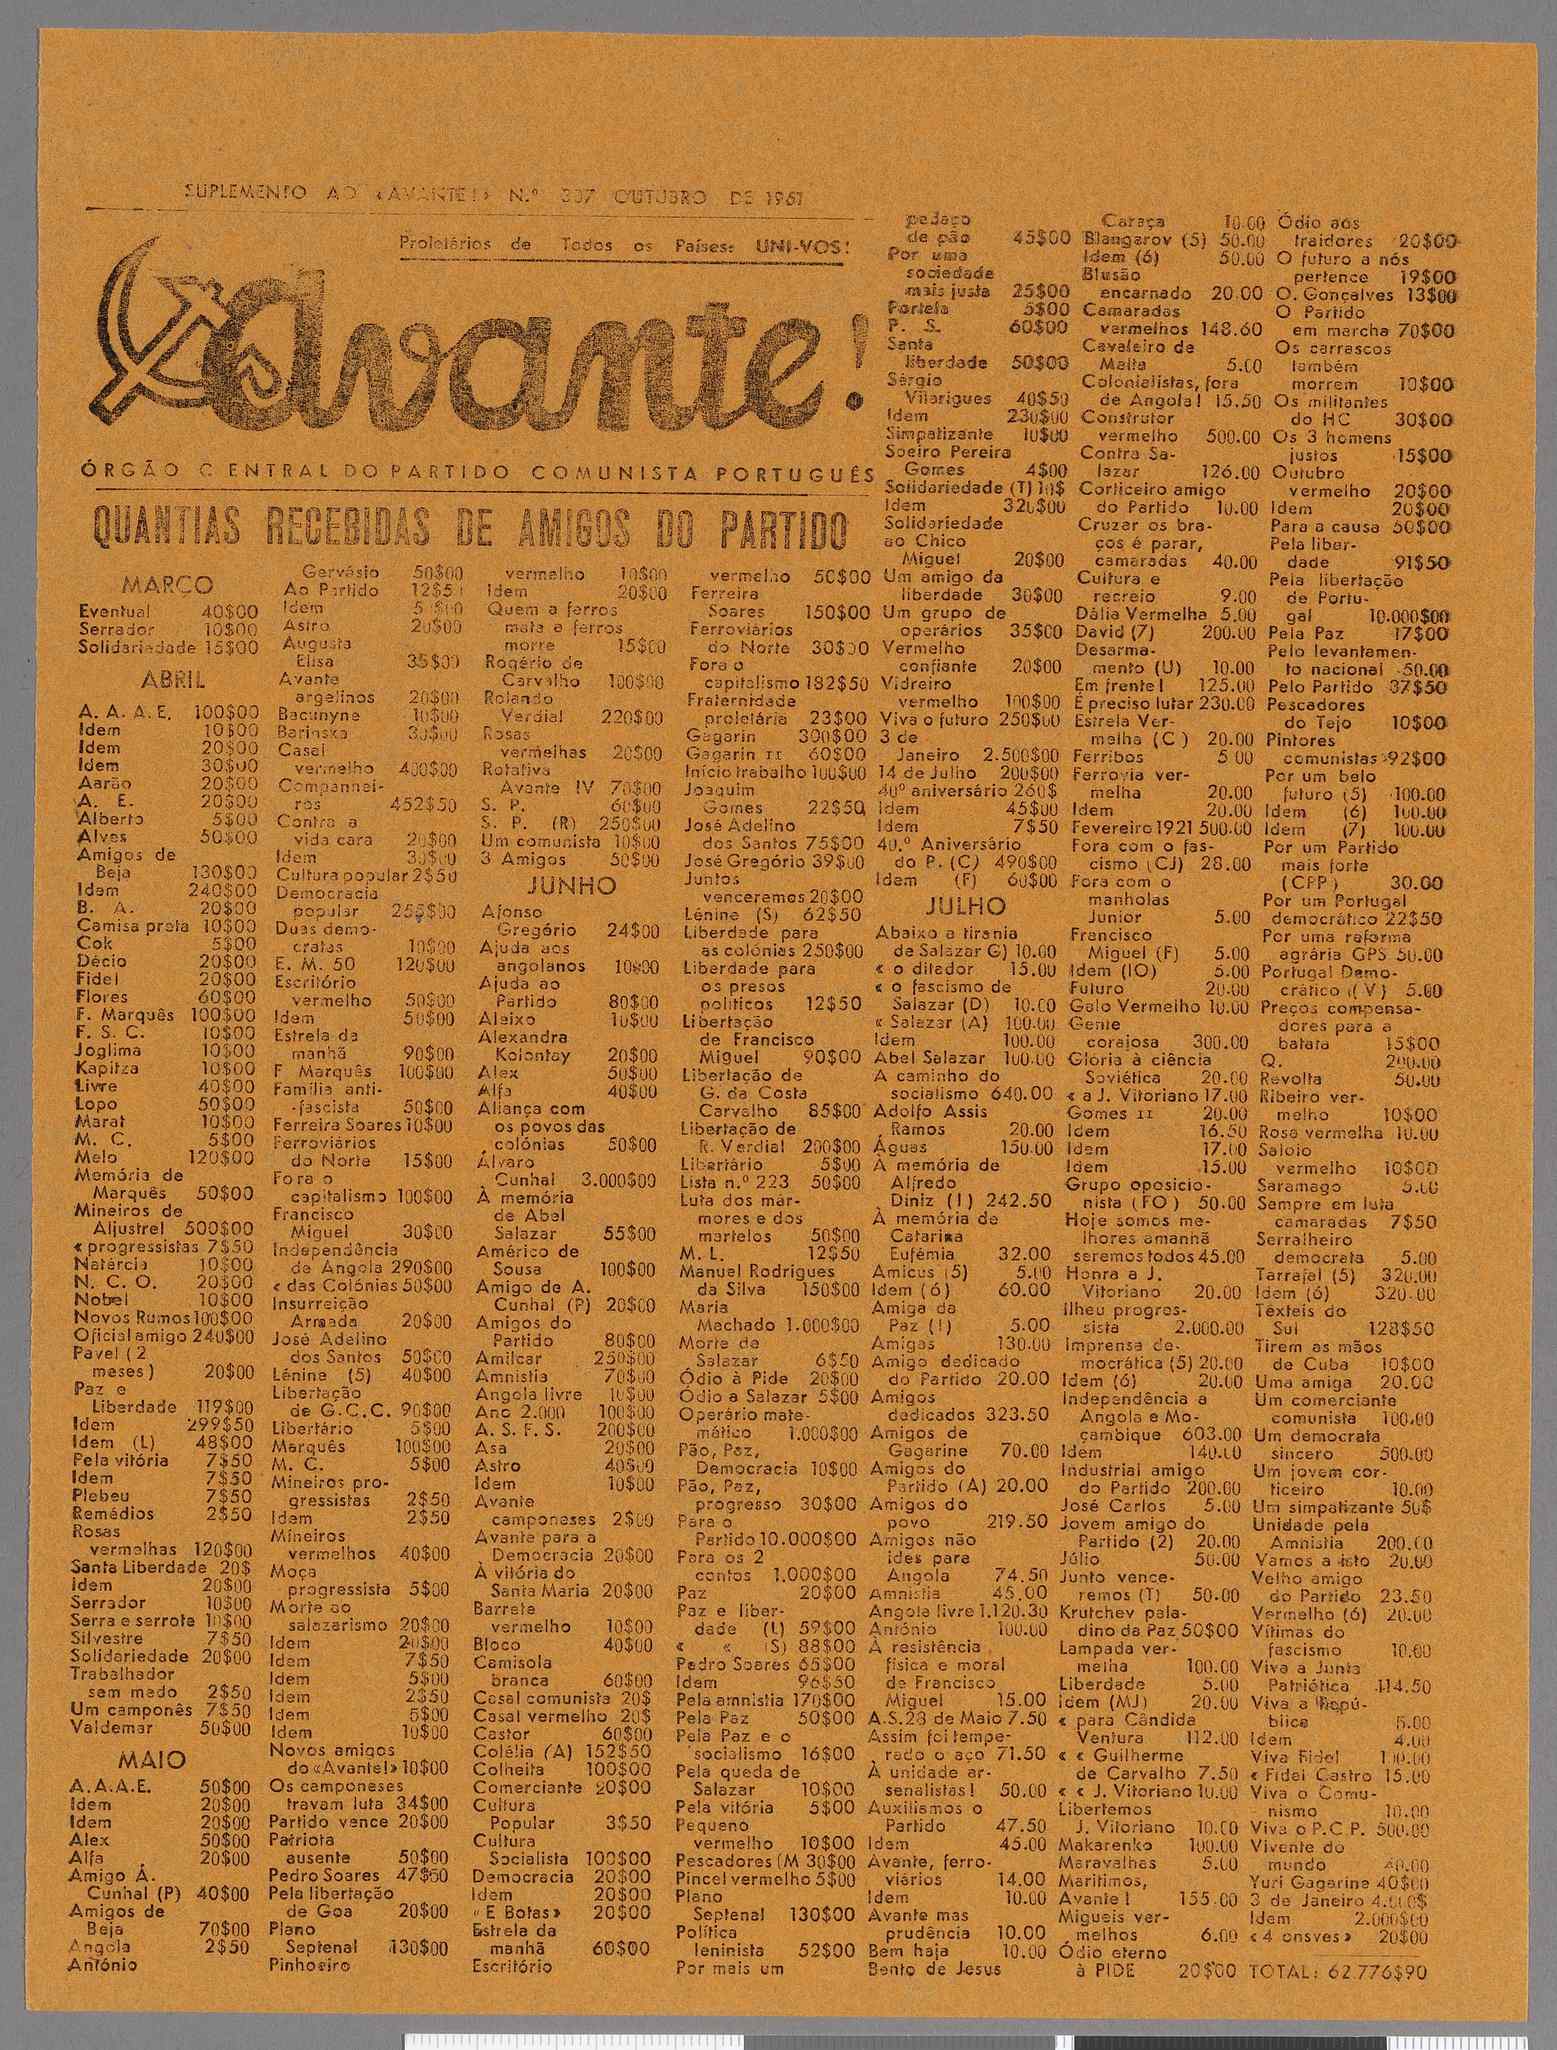 SUPLEMENTO AO «AVANTE!» N.º 307 OUTUBRO DE 1961
Proletários de Todos os Países: UNI-VOS!
Avante!
ÓRGÃO CENTRAL DO PARTIDO COMUNISTA PORTUGUÊS
QUANTIAS RECEBIDAS DE AMIGOS DO PARTIDO
MARÇO
Eventual 40$00
Serrador 10$00
Solidariedade 15$00
ABRIL
A. A. A. E. 100$00
Idem 10$00
Idem 20$00
Idem 30$00
Aarão 20$00
A. E. 20$00
Alberto 5$00
Alves 50$00
Amigos de
Beja 130$00
Idem 240$00
B. A. 20$00
Camisa preta 10$00
Cok 5$00
Décio 20$00
Fidel 20$00
Flores 60$00
F. Marquês 100$00
F. S. C. 10$00
Joglima 10$00
Kapitza 10$00
Livre 40$00
Lopo 50$00
Marat 10$00
M. C. 5$00
Melo 120$00
Memória de
Marquês 50$00
Mineiros de
Aljustrel 500$00
« progressistas 7$50
Natércia 10$00
N. C. O. 20$00
Nobel 10$00
Novos Rumos 100$00
Oficial amigo 240$00
Pavel (2
meses) 20$00
Paz e
Liberdade 119$00
Idem 299$50
Idem (L) 48$00
Pela vitória 7$50
Idem 7$50
Plebeu 7$50
Remédios 2$50
Rosas
vermelhas 120$00
Santa Liberdade 20$
Idem 20$00
Serrador 10$00
Serra e serrote 10$00
Silvestre 7$50
Solidariedade 20$00
Trabalhador
sem medo 2$50
Um camponês 7$50
Valdemar 50$00
MAIO
A.A.A.E. 50$00
Idem 20$00
Idem 20$00
Alex 50$00
Alfa 20$00
Amigo Á.
Cunhal (P) 40$00
Amigos de
Beja 70$00
Angola 2$50
António
Gervásio 50$00
Ao Partido 12$50
Idem 5$00
Astro 20$00
Augusta
Elisa 35$00
Avante
argelinos 20$00
Bacunyne 10$00
Barinska 30$00
Casal
vermelho 400$00
Companhei-
ros 452$50
Contra a
vida cara 20$00
Idem 30$00
Cultura popular 2$50
Democracia
popular 255$00
Duas demo-
cratas 10$00
E. M. 50 120$00
Escritório
vermelho 50$00
Idem 50$00
Estrela da
manhã 90$00
F Marquês 100$00
Família anti-
-fascista 50$00
Ferreira Soares 10$00
Ferroviários
do Norte 15$00
Fora o
capitalismo 100$00
Francisco
Miguel 30$00
Independência
de Angola 290$00
« das Colónias 50$00
Insurreição
Armada 20$00
José Adelino
dos Santos 50$00
Lénine (5) 40$00
Libertação
de G.C.C. 90$00
Libertário 5$00
Marquês 100$00
M. C. 5$00
Mineiros pro-
gressistas 2$50
Idem 2$50
Mineiros
vermelhos 40$00
Moça
progressista 5$00
Morte ao
salazarismo 20$00
Idem 20$00
Idem 7$50
Idem 5$00
Idem 2$50
Idem 5$00
Idem 10$00
Novos amigos
do «Avante!» 10$00
Os camponeses
travam luta 34$00
Partido vence 20$00
Patriota
ausente 50$00
Pedro Soares 47$50
Pela libertação
de Goa 20$00
Plano
Septenal 130$00
Pinheiro
vermelho 10$00
Idem 20$00
Quem a ferros
mata a ferros
morre 15$00
Rogério de
Carvalho 100$00
Rolando
Verdial 220$00
Rosas
vermelhas 20$00
Rotativa
Avante IV 70$00
S. P. 60$00
S. P. (R) 250$00
Um comunista 10$00
3 Amigos 50$00
JUNHO
Afonso
Gregório 24$00
Ajuda aos
angolanos 10$00
Ajuda ao
Partido 80$00
Aleixo 10$00
Alexandra
Kolontay 20$00
Alex 50$00
Alfa 40$00
Aliança com
os povos das
colónias 50$00
Álvaro
Cunhal 3.000$00
À memória
de Abel
Salazar 55$00
Américo de
Sousa 100$00
Amigo de A.
Cunhal (P) 20$00
Amigos do
Partido 80$00
Amilcar 250$00
Amnistia 70$00
Angola livre 10$00
Ano 2.000 100$00
A. S. F. S. 200$00
Asa 20$00
Astro 40$00
Idem 10$00
Avante
camponeses 2$00
Avante para a
Democracia 20$00
À vitória do
Santa Maria 20$00
Barrete
vermelho 10$00
Bloco 40$00
Camisola
branca 60$00
Casal comunista 20$
Casal vermelho 20$
Castor 60$00
Colélia (A) 152$50
Colheita 100$00
Comerciante 20$00
Cultura
Popular 3$50
Cultura
Socialista 100$00
Democracia 20$00
Idem 20$00
« E Botas» 20$00
Estrela da
manhã 60$00
Escritório
vermelho 50$00
Ferreira
Soares 150$00
Ferroviários
do Norte 30$00
Fora o
capitalismo 182$50
Fraternidade
proletária 23$00
Gagarin 300$00
Gagarin II 60$00
Início trabalho 100$00
Joaquim
Gomes 22$50
José Adelino
dos Santos 75$00
José Gregório 39$00
Juntos
venceremos 20$00
Lénine (S) 62$50
Liberdade para
as colónias 250$00
Liberdade para
os presos
políticos 12$50
Libertação
de Francisco
Miguel 90$00
Libertação de
G. da Costa
Carvalho 85$00
Libertação de
R. Verdial 200$00
Libertário 5$00
Lista n.º 223 50$00
Luta dos már-
mores e dos
martelos 50$00
M. L. 12$50
Manuel Rodrigues
da Silva 150$00
Maria
Machado 1.000$00
Morte de
Salazar 6$50
Ódio à Pide 20$00
Ódio a Salazar 5$00
Operário mate-
mático 1.000$00
Pão, Paz,
Democracia 10$00
Pão, Paz,
progresso 30$00
Para o
Partido 10.000$00
Para os 2
contos 1.000$00
Paz 20$00
Paz e liber-
dade (L) 59$00
« « (S) 88$00
Pedro Soares 65$00
Idem 96$50
Pela amnistia 170$00
Pela Paz 50$00
Pela Paz e o
socialismo 16$00
Pela queda de
Salazar 10$00
Pela vitória 5$00
Pequeno
vermelho 10$00
Pescadores (M 30$00
Pincel vermelho 5$00
Plano
Septenal 130$00
Política
leninista 52$00
Por mais um
pedaço
de pão 45$00
Por uma
sociedade
mais justa 25$00
Portela 5$00
P. S. 60$00
Santa
liberdade 50$00
Sérgio
Vilarigues 40$50
Idem 230$00
Simpatizante 10$00
Soeiro Pereira
Gomes 4$00
Solidariedade (T) 10$
Idem 320$00
Solidariedade
ao Chico
Miguel 20$00
Um amigo da
liberdade 30$00
Um grupo de
operários 35$00
Vermelho
confiante 20$00
Vidreiro
vermelho 100$00
Viva o futuro 250$00
3 de
Janeiro 2.500$00
14 de Julho 200$00
40º aniversário 260$
Idem 45$00
Idem 7$50
40.º Aniversário
do P. (C) 490$00
Idem (F) 60$00
JULHO
Abaixo a tirania
de Salazar G) 10.00
« o ditador 15.00
« o fascismo de
Salazar (D) 10.00
« Salazar (A) 100.00
Idem 100.00
Abel Salazar 100.00
A caminho do
socialismo 640.00
Adolfo Assis
Ramos 20.00
Águas 150.00
À memória de
Alfredo
Diniz (1) 242.50
À memória de
Catarina
Eufémia 32.00
Amicus (5) 5.00
Idem (6) 60.00
Amiga da
Paz (1) 5.00
Amigas 130.00
Amigo dedicado
do Partido 20.00
Amigos
dedicados 323.50
Amigos de
Gagarine 70.00
Amigos do
Partido (A) 20.00
Amigos do
povo 219.50
Amigos não
ides para
Angola 74.50
Amnistia 45.00
Angola livre 1.120.30
António 100.00
À resistência
física e moral
de Francisco
Miguel 15.00
A.S.28 de Maio 7.50
Assim foi tempe-
rado o aço 71.50
À unidade ar-
senalistas! 50.00
Auxiliemos o
Partido 47.50
Idem 45.00
Avante, ferro-
viários 14.00
Idem 10.00
Avante mas
prudência 10.00
Bem haja 10.00
Bento de Jesus
Caraça 10.00
Blangarov (5) 50.00
Idem (6) 50.00
Blusão
encarnado 20.00
Camaradas
vermelhos 148.60
Cavaleiro de
Malta 5.00
Colonialistas, fora
de Angola! 15.50
Construtor
vermelho 500.00
Contra Sa-
lazar 126.00
Corticeiro amigo
do Partido 10.00
Cruzar os bra-
ços é parar,
camaradas 40.00
Cultura e
recreio 9.00
Dália Vermelha 5.00
David (7) 200.00
Desarma-
mento (U) 10.00
Em frente! 125.00
É preciso lutar 230.00
Estrela Ver-
melha (C ) 20.00
Ferribos 5 00
Ferrovia ver-
melha 20.00
Idem 20.00
Fevereiro 1921 500.00
Fora com o fas-
cismo (CJ) 28.00
Fora com o
manholas
Junior 5.00
Francisco
Miguel (F) 5.00
Idem (IO) 5.00
Futuro 20.00
Galo Vermelho 10.00
Gente
corajosa 300.00
Glória à ciência
Soviética 20.00
« a J. Vitoriano 17.00
Gomes II 20.00
Idem 16.50
Idem 17.00
Idem 15.00
Grupo oposicio-
nista (FO) 50.00
Hoje somos me-
lhores amanhã
seremos todos 45.00
Honra a J.
Vitoriano 20.00
Ilheu progres-
sista 2.000.00
Imprensa de-
mocrática (5) 20.00
Idem (6) 20.00
Independência a
Angola e Mo-
çambique 603.00
Idem 140.00
Industrial amigo
do Partido 200.00
José Carlos 5.00
Jovem amigo do
Partido (2) 20.00
Júlio 50.00
Junto vence-
remos (T) 50.00
Krutchev pala-
dino da Paz 50$00
Lampada ver-
melha 100.00
Liberdade 5.00
idem (MJ) 20.00
« para Cândida
Ventura 112.00
« « Guilherme
de Carvalho 7.50
« « J. Vitoriano 10.00
Libertemos
J. Vitoriano 10.00
Makarenko 100.00
Maravalhas 5.00
Marítimos,
Avante! 155.00
Migueis ver-
melhos 6.00
Ódio eterno
à PIDE 20$00
Ódio aos
traidores 20$00
O futuro a nós
pertence 19$00
O. Gonçalves 13$00
O Partido
em marcha 70$00
Os carrascos
também
morrem 10$00
Os militantes
do HC 30$00
Os 3 homens
justos 15$00
Outubro
vermelho 20$00
Idem 20$00
Para a causa 50$00
Pela liber-
dade 91$50
Pela libertação
de Portu-
gal 10.000$00
Pela Paz 17$00
Pelo levantamen-
to nacional 50.00
Pelo Partido 37$50
Pescadores
do Tejo 10$00
Pintores
comunistas 92$00
Por um belo
futuro (5) 100.00
Idem (6) 100.00
Idem (7) 100.00
Por um Partido
mais forte
(CPP) 30.00
Por um Portugal
democrático 22$50
Por uma reforma
agrária GPS 50.00
Portugal Demo-
crático (V) 5.00
Preços compensa-
dores para a
batata 15$00
Q. 200.00
Revolta 50.00
Ribeiro ver-
melho 10$00
Rosa vermelha 10.00
Saloio
vermelho 10$00
Saramago 5.00
Sempre em luta
camaradas 7$50
Serralheiro
democrata 5.00
Tarrafal (5) 320.00
Idem (6) 320.00
Têxteis do
Sul 128$50
Tirem as mãos
de Cuba 10$00
Uma amiga 20.00
Um comerciante
comunista 100.00
Um democrata
sincero 500.00
Um jovem cor-
ticeiro 10.00
Um simpatizante 50$
Unidade pela
Amnistia 200.00
Vamos a isto 20.00
Velho amigo
do Partido 23.50
Vermelho (6) 20.00
Vítimas do
fascismo 10.00
Viva a Junta
Patriótica 114.50
Viva a Repú-
blica 5.00
Idem 4.00
Viva Fidel 100.00
« Fidel Castro 15.00
Viva o Comu-
nismo 10.00
Viva o P.C.P. 500.00
Vivente do
mundo 40.00
Yuri Gagarine 40$00
3 de Janeiro 4.000$
Idem 2.000$00
«4 ensves» 20$00
TOTAL: 62.776$90